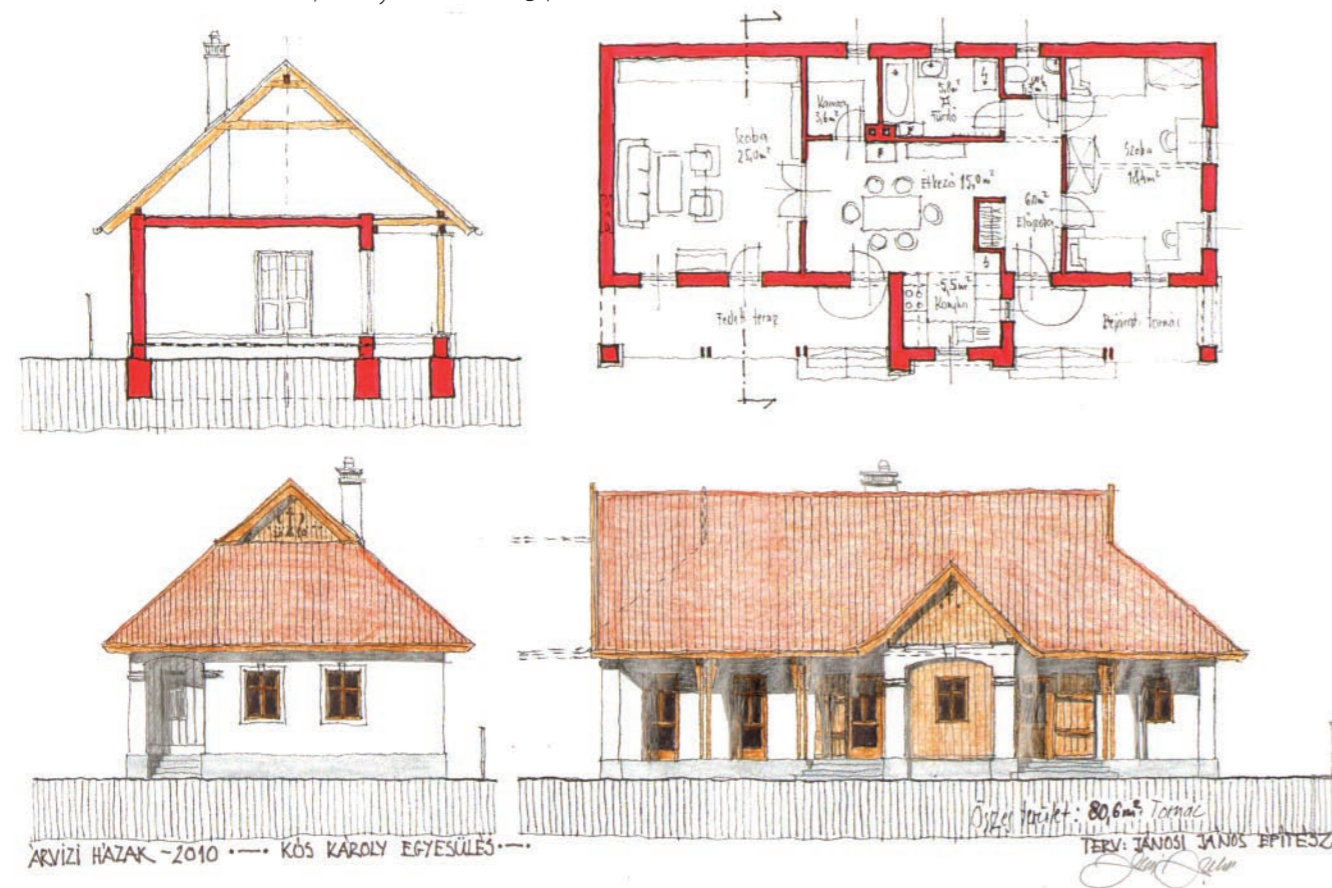 Szoba
25,0m²
Kamra
3,6m²
Fürdő
Étkező 15,0m²
6,0m²
Előszoba
Szoba
18,4m²
5,5m²
Konyha
Fedett terasz
Bejárati tornác
Összes terület: 80,6m² Tornác
ÁRVÍZI HÁZAK -2010 KÓS KÁROLY EGYESÜLÉS
TERV: JÁNOSI JÁNOS ÉPÍTÉSZ